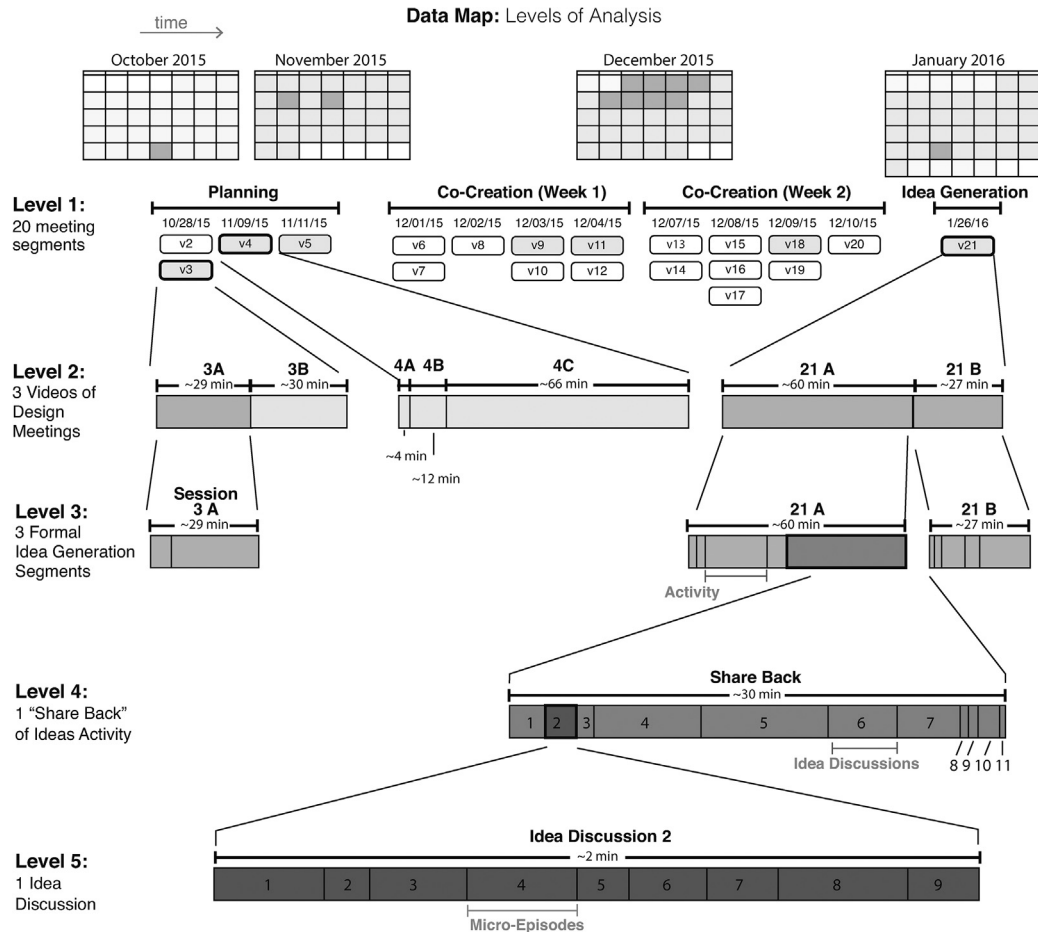 Data Map: Levels of Analysis
time
October 2015
November 2015
December 2015
January 2016
Level 1:
20 meeting
segments
Planning
Co-Creation (Week 1)
Co-Creation (Week 2)
Idea Generation
10/28/15 11/09/15 11/11/15
12/01/15 12/02/15 12/03/15 12/04/15
12/07/15 12/08/15 12/09/15 12/10/15
1/26/16
v2 v4 v5 v6 v8 v9 v11 v13 v15 v18 v20 v21
v3 v7 v10 v12 v14 v16 v19
v17
Level 2:
3 Videos of
Design
Meetings
3A 3B
~29 min ~30 min
4A 4B 4C
~66 min
~4 min
~12 min
21 A 21 B
~60 min ~27 min
Level 3:
3 Formal
Idea Generation
Segments
Session
3 A
~29 min
21 A
~60 min
Activity
21 B
~27 min
Level 4:
1 "Share Back"
of Ideas Activity
Share Back
~30 min
1 2 3 4 5 6 7
8 9 10 11
Idea Discussions
Level 5:
1 Idea
Discussion
Idea Discussion 2
~2 min
1 2 3 4 5 6 7 8 9
Micro-Episodes